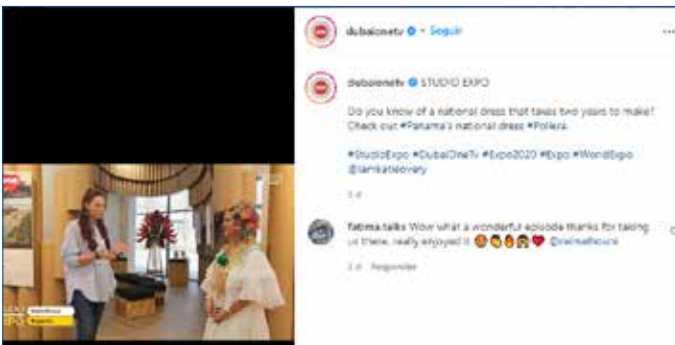 dubaionetv • Seguir
dubaionetv STUDIO EXPO
Do you know of a national dress that takes two years to make?
Check out #Panama's national dress #Pollera.
#StudioExpo #DubaiOneTv #Expo2020 #Expo #WorldExpo
@iamkatieovery
fatima.talks Wow what a wonderful episode thanks for taking
us there, really enjoyed it
Responder
EXPO